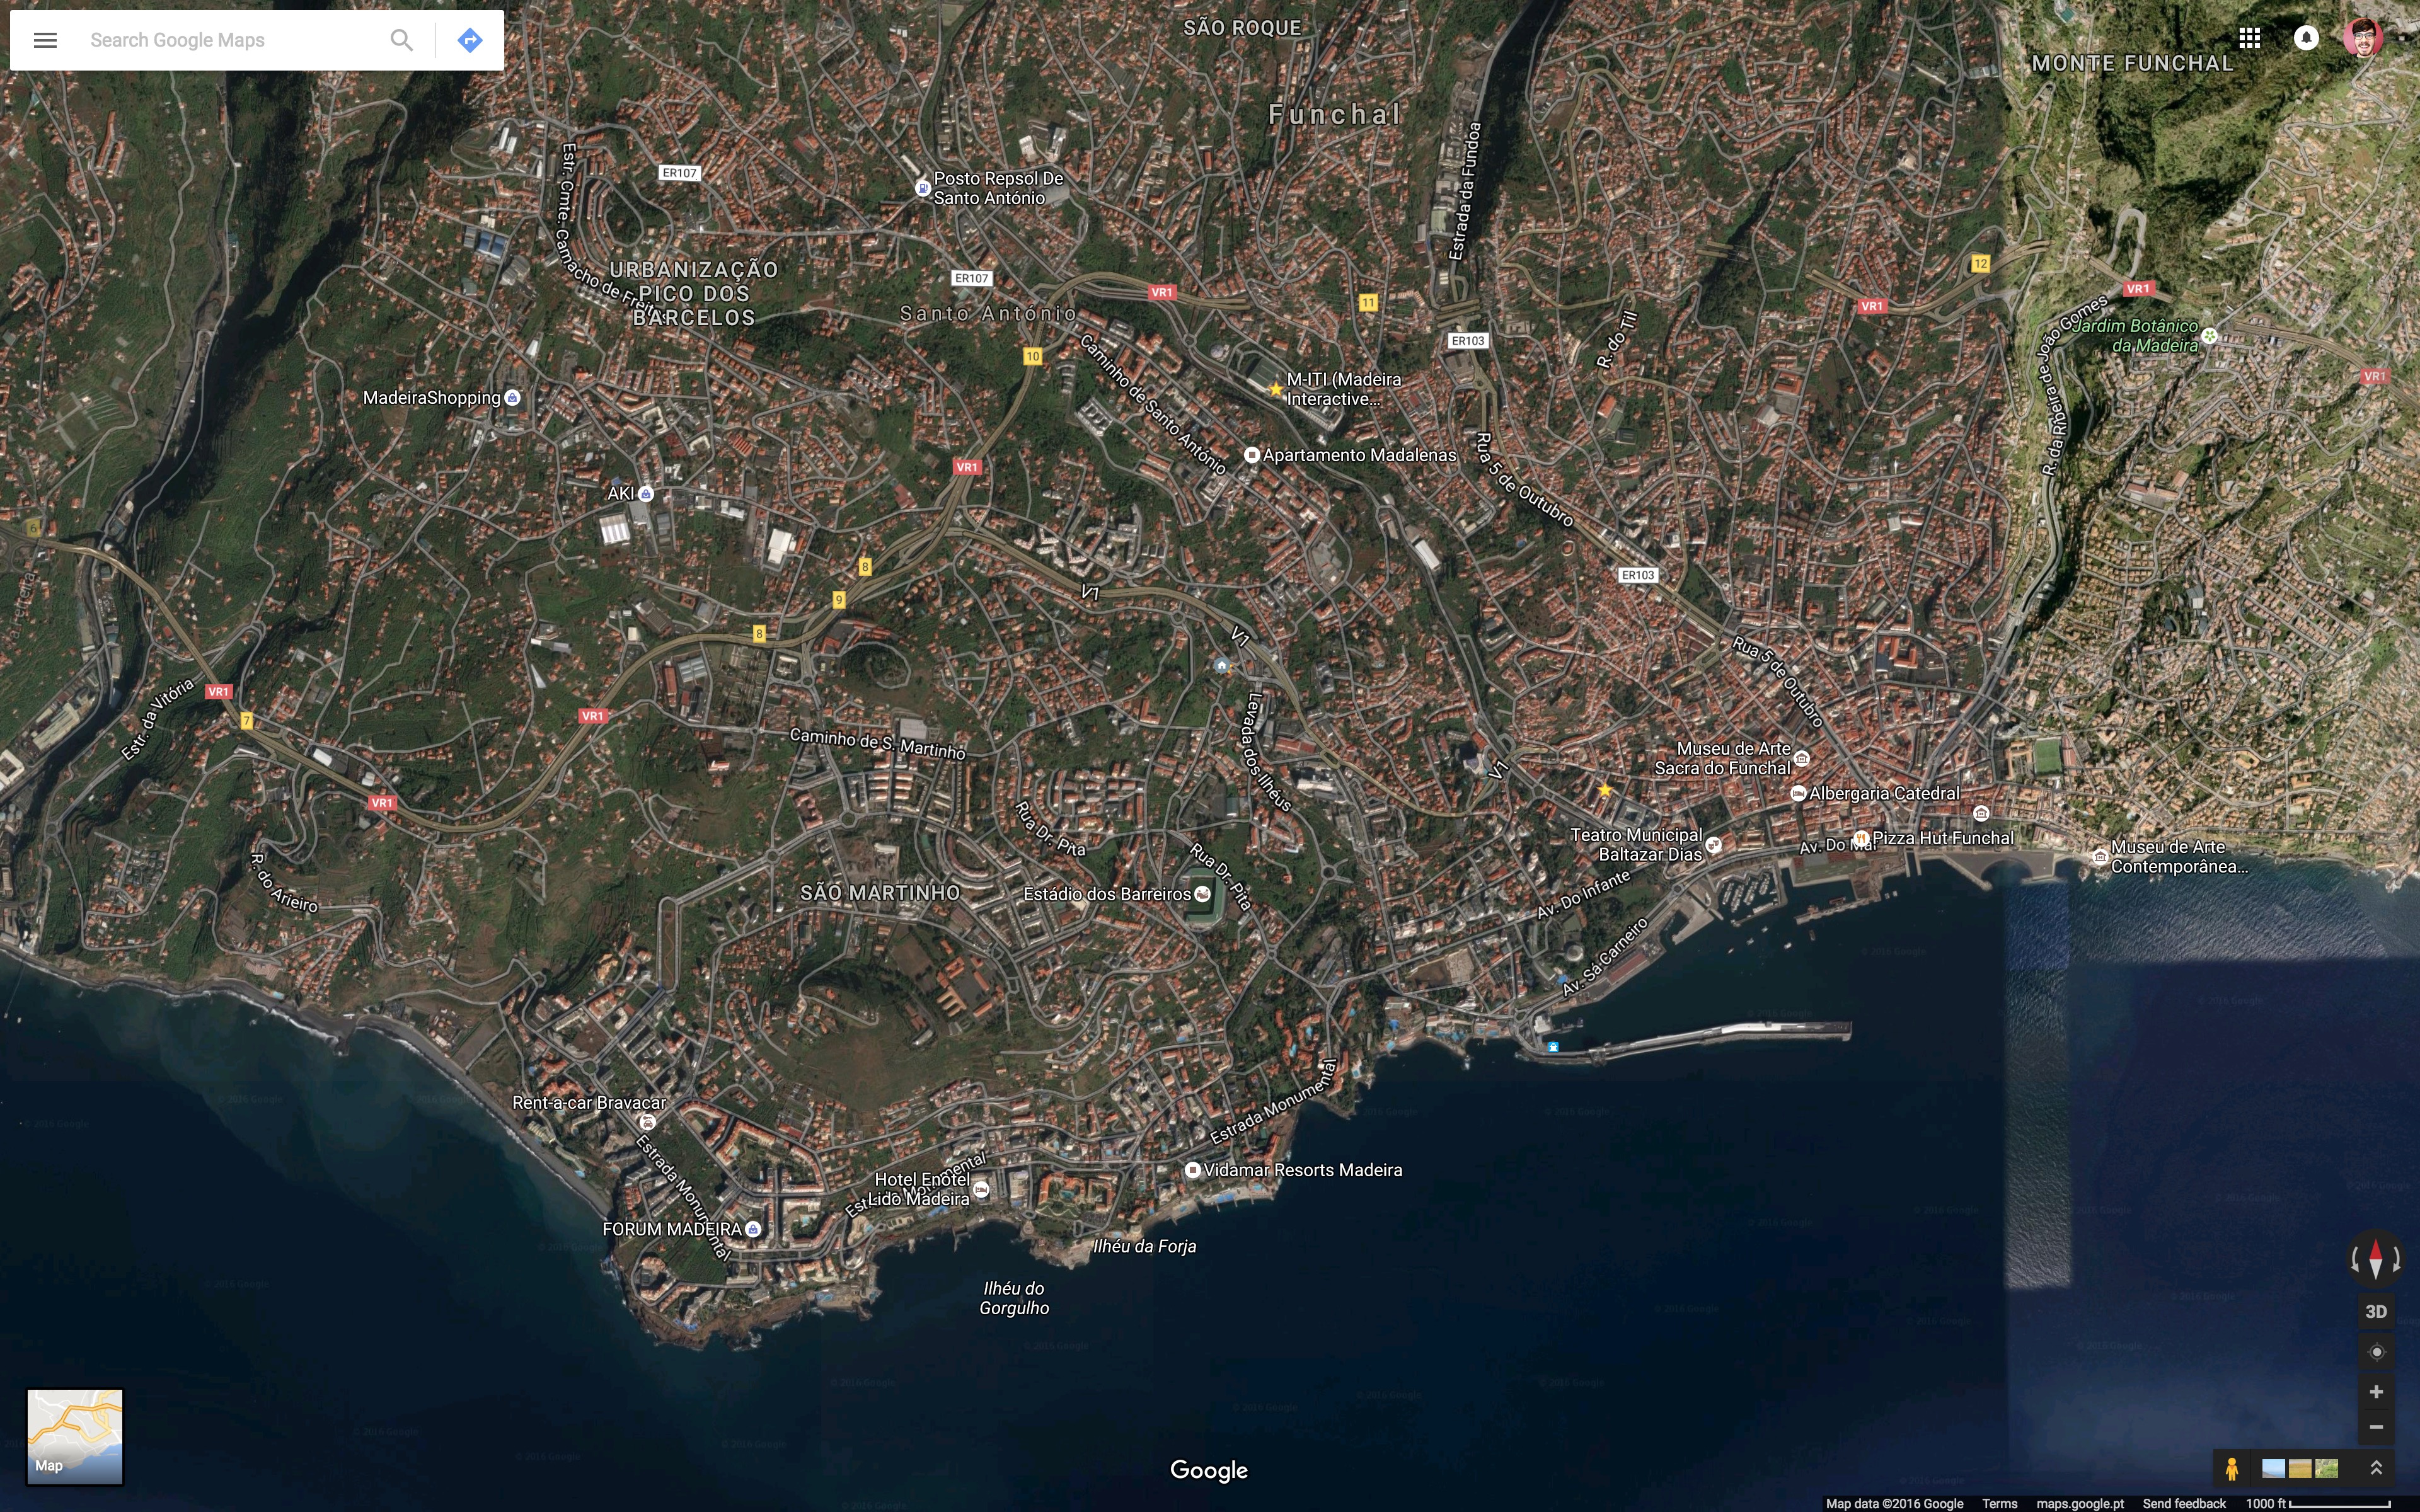 Search Google Maps
SÃO ROQUE
MONTE FUNCHAL
Funchal
Estr. Cmte. Camacho de Freitas
ER107
Posto Repsol De
Santo António
Estrada da Fundoa
URBANIZAÇÃO
PICO DOS
BARCELOS
ER107
Santo António
VR1
11
12
VR1
VR1
R. da Ribeira de João Gomes
Jardim Botânico
da Madeira
VR1
10
ER103
R. do Til
Caminho de Santo António
M-ITI (Madeira
Interactive...
MadeiraShopping
Apartamento Madalenas
VR1
Rua 5 de Outubro
AKI
6
8
9
8
V1
V1
ER103
Rua 5 de Outubro
Estr. da Vitória
VR1
7
VR1
Caminho de S. Martinho
Levada dos Ilhéus
V1
Museu de Arte
Sacra do Funchal
Albergaria Catedral
VR1
Rua Dr. Pita
Rua Dr. Pita
Teatro Municipal
Baltazar Dias
Av. Do Mar
Pizza Hut Funchal
Museu de Arte
Contemporânea...
R. do Arieiro
SÃO MARTINHO
Estádio dos Barreiros
Av. Do Infante
Av. Sá Carneiro
Rent-a-car Bravacar
Estrada Monumental
Estrada Monumental
Estrada Monumental
Hotel Enotel
Lido Madeira
Vidamar Resorts Madeira
FORUM MADEIRA
Ilhéu da Forja
Ilhéu do
Gorgulho
3D
Map
Google
Map data ©2016 Google
Terms
maps.google.pt
Send feedback
1000 ft